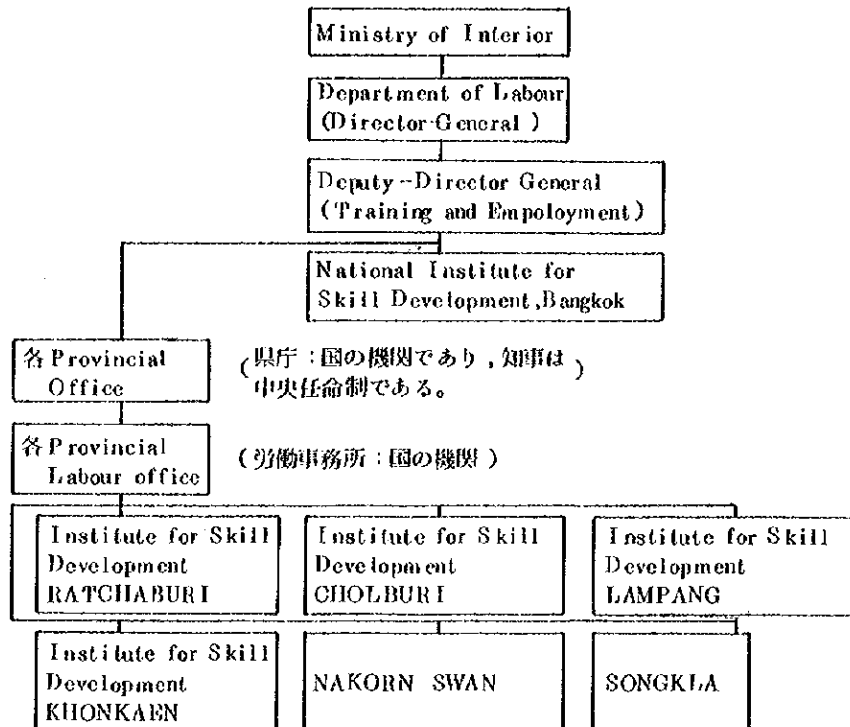 Ministry of Interior
Department of Labour
(Director-General )
Deputy-Director General
(Training and Empoloyment)
National Institute for
Skill Development,Bangkok
各Provincial
Office
(県庁：国の機関であり，知事は
中央任命制である。)
各Provincial
Labour office
(労働事務所：国の機関)
Institute for Skill
Development
RATCHABURI
Institute for Skill
Development
CHOLBURI
Institute for Skill
Development
LAMPANG
Institute for Skill
Development
KHONKAEN
NAKORN SWAN
SONGKLA